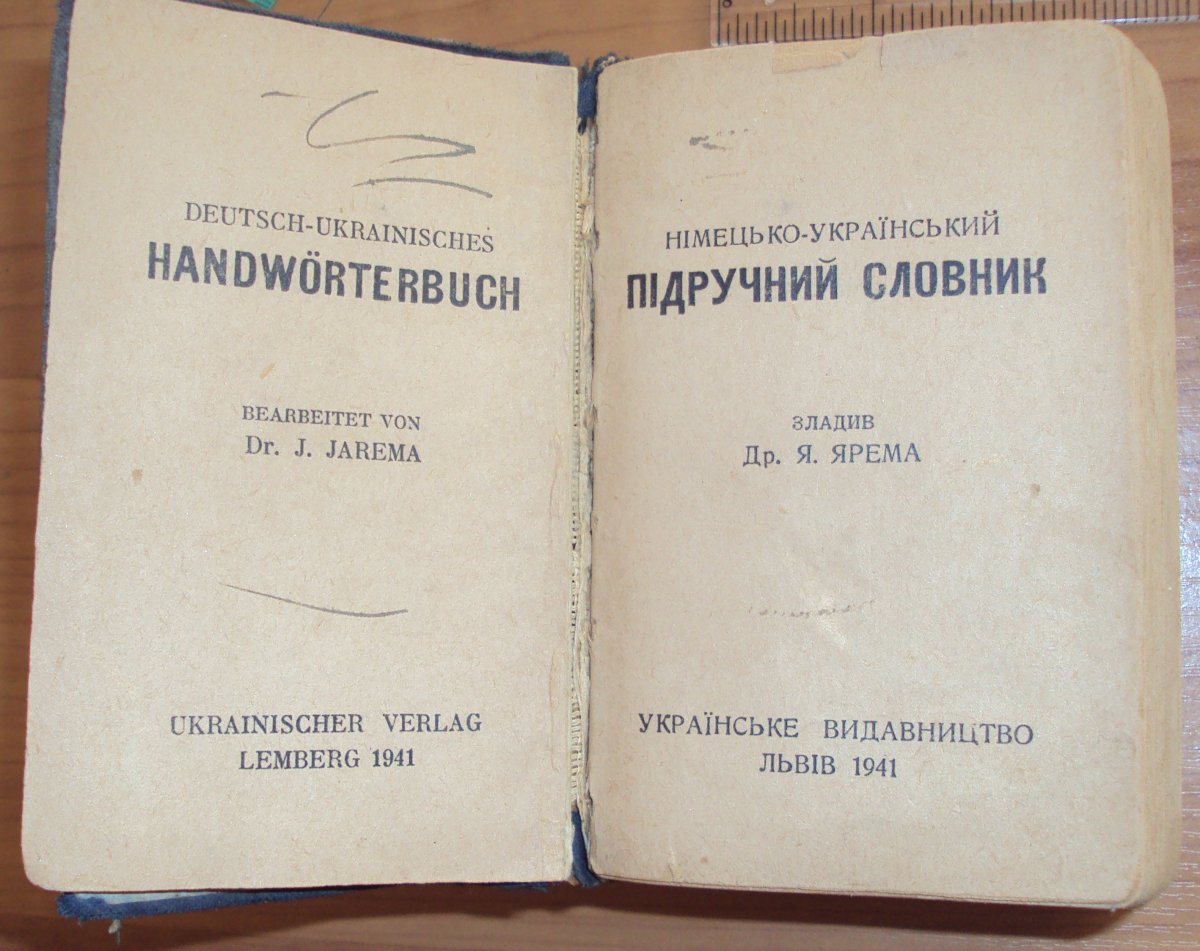 DEUTSCH-UKRAINISCHES
HANDWÖRTERBUCH
BEARBEITET VON
Dr. J. JAREMA
UKRAINISCHER VERLAG
LEMBERG 1941
НІМЕЦЬКО-УКРАЇНСЬКИЙ
ПІДРУЧНИЙ СЛОВНИК
ЗЛАДИВ
Др. Я. ЯРЕМА
УКРАЇНСЬКЕ ВИДАВНИЦТВО
ЛЬВІВ 1941